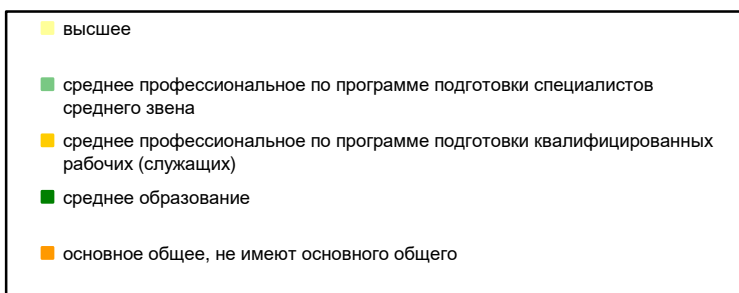 высшее
среднее профессиональное по программе подготовки специалистов
среднего звена
среднее профессиональное по программе подготовки квалифицированных
рабочих (служащих)
среднее образование
основное общее, не имеют основного общего